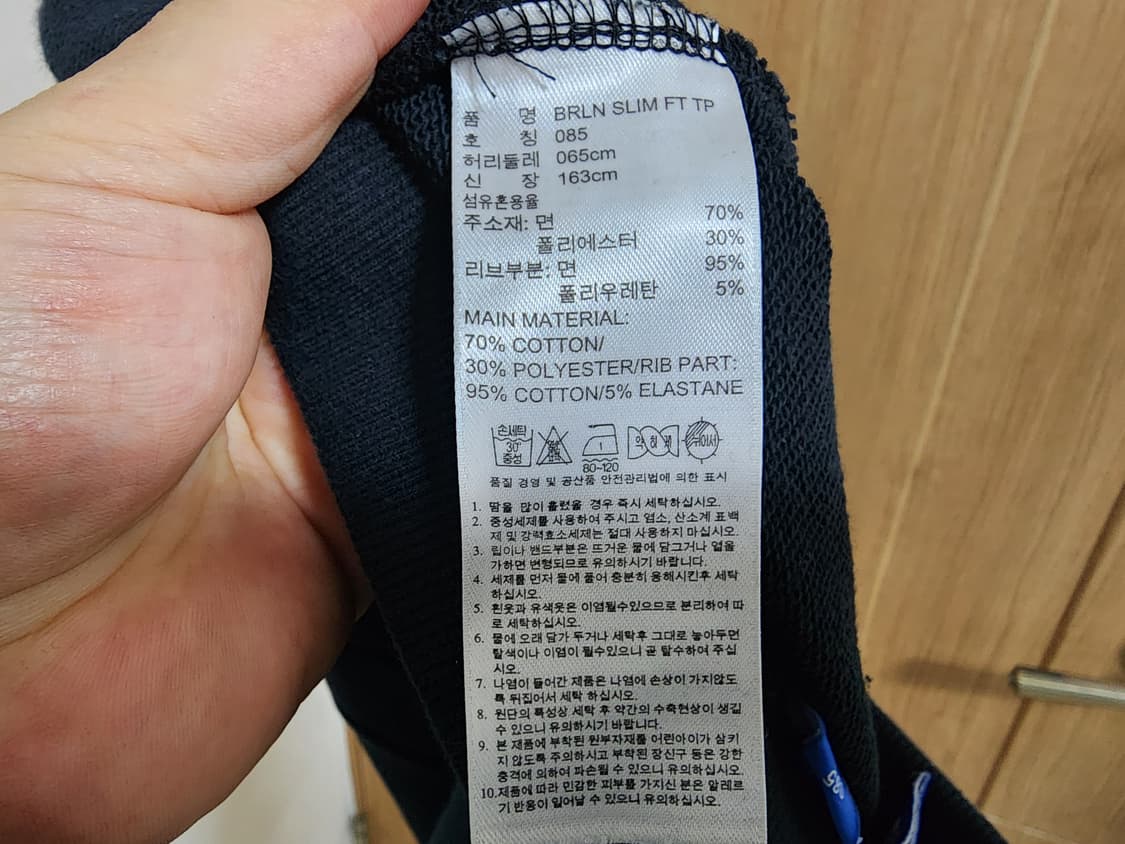 품 명 BRLN SLIM FT TP
호 칭 085
허리둘레 065cm
신 장 163cm
섬유혼용율
주소재: 면 70%
폴리에스터 30%
리브부분: 면 95%
폴리우레탄 5%
MAIN MATERIAL:
70% COTTON/
30% POLYESTER/RIB PART:
95% COTTON/5% ELASTANE
손세탁 30° 중성 1 약 하게 뉘어서
80~120
품질 경영 및 공산품 안전관리법에 의한 표시
1. 땀을 많이 흘렸을 경우 즉시 세탁하십시오.
2. 중성세제를 사용하여 주시고 염소, 산소계 표백
제 및 강력효소세제는 절대 사용하지 마십시오.
3. 립이나 밴드부분은 뜨거운 물에 담그거나 열을
가하면 변형되므로 유의하시기 바랍니다.
4. 세제를 먼저 물에 풀어 충분히 용해시킨후 세탁
하십시오.
5. 흰옷과 유색옷은 이염될수있으므로 분리하여 따
로 세탁하십시오.
6. 물에 오래 담가 두거나 세탁후 그대로 놓아두면
탈색이나 이염이 될수있으니 곧 탈수하여 주십
시오.
7. 나염이 들어간 제품은 나염에 손상이 가지않도
록 뒤집어서 세탁 하십시오.
8. 원단의 특성상 세탁 후 약간의 수축현상이 생길
수 있으니 유의하시기 바랍니다.
9. 본 제품에 부착된 원부자재를 어린아이가 삼키
지 않도록 주의하시고 부착된 장신구 등은 강한
충격에 의하여 파손될 수 있으니 유의하십시오.
10.제품에 따라 민감한 피부를 가지신 분은 알레르
기 반응이 일어날 수 있으니 유의하십시오.